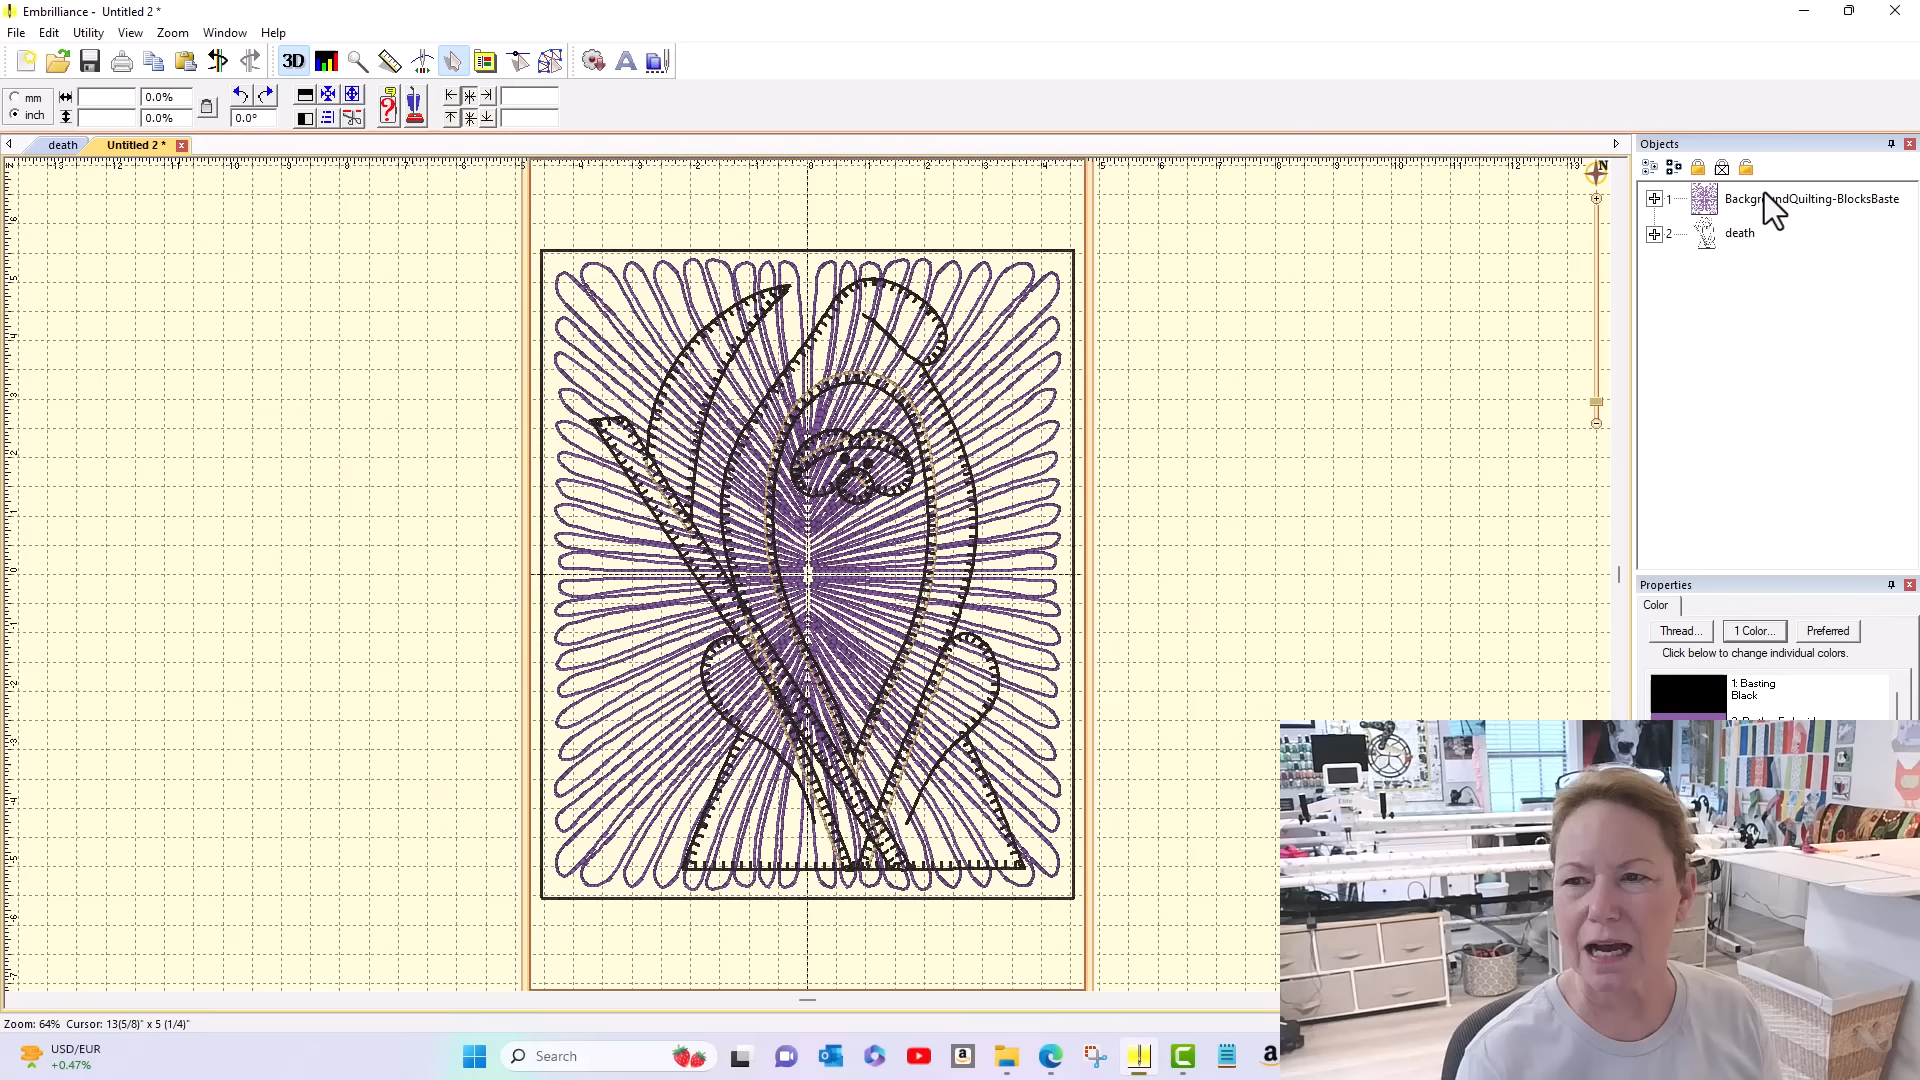 Embrilliance - Untitled 2 *
File Edit Utility View Zoom Window Help
3D
mm
0.0%
inch
0.0%
0.0°
death
Untitled 2 *
Objects
1 BackgroundQuilting-BlocksBaste
2 death
N
Properties
Color
Thread...
1 Color...
Preferred
Click below to change individual colors.
1: Basting
Black
Zoom: 64% Cursor: 13(5/8)" x 5 (1/4)"
USD/EUR
+0.47%
Search